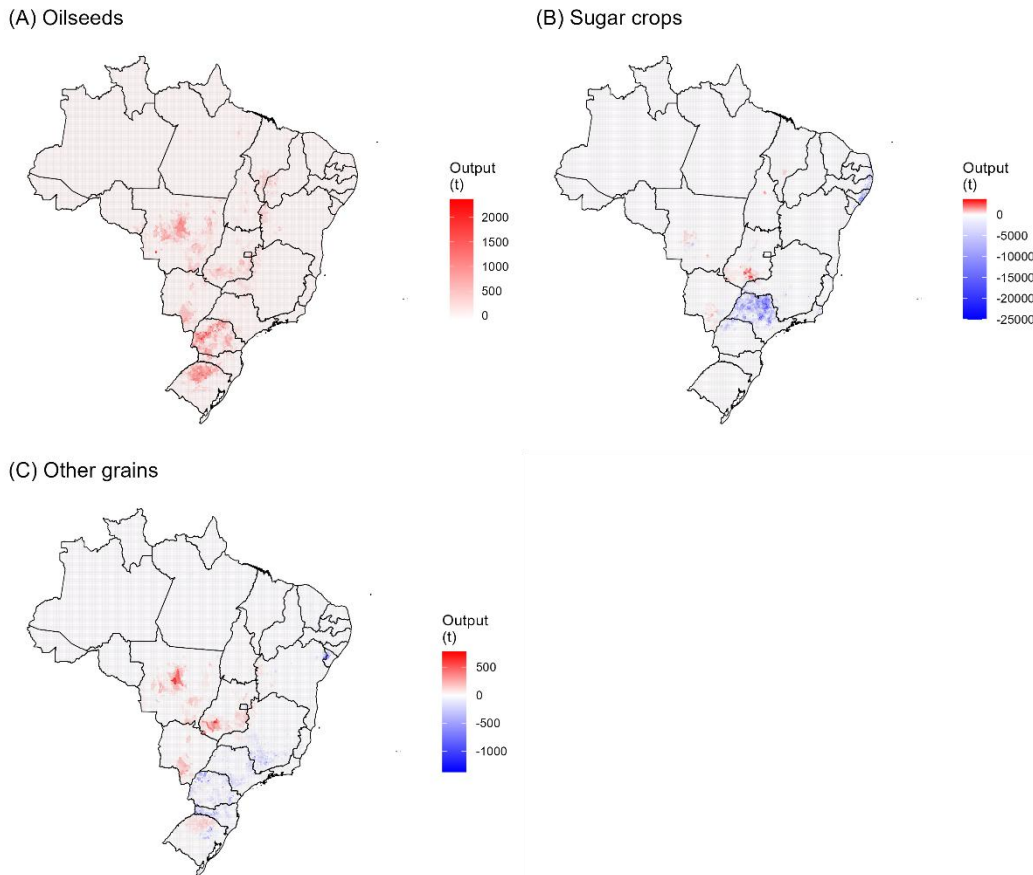 (A) Oilseeds
Output
(t)
2000
1500
1000
500
0
(B) Sugar crops
Output
(t)
0
-5000
-10000
-15000
-20000
-25000
(C) Other grains
Output
(t)
500
0
-500
-1000